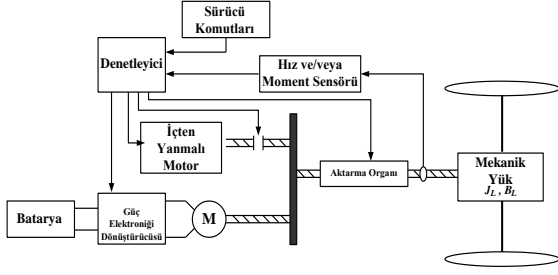 Sürücü
Komutları
Denetleyici
Hız ve/veya
Moment Sensörü
İçten
Yanmalı
Motor
Aktarma Organı
Mekanik
Yük
J_L , B_L
Batarya
Güç
Elektroniği
Dönüştürücüsü
M